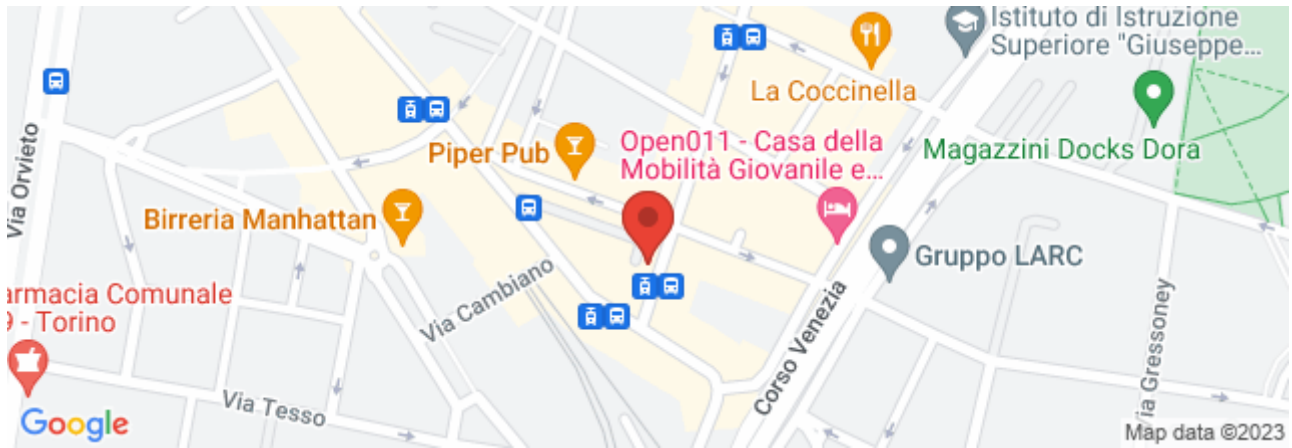 Istituto di Istruzione
Superiore "Giuseppe...
La Coccinella
Open011 - Casa della
Mobilità Giovanile e...
Magazzini Docks Dora
Piper Pub
Birreria Manhattan
Via Orvieto
Gruppo LARC
armacia Comunale
9 - Torino
Via Cambiano
Corso Venezia
Via Gressoney
Via Tesso
Google
Map data ©2023